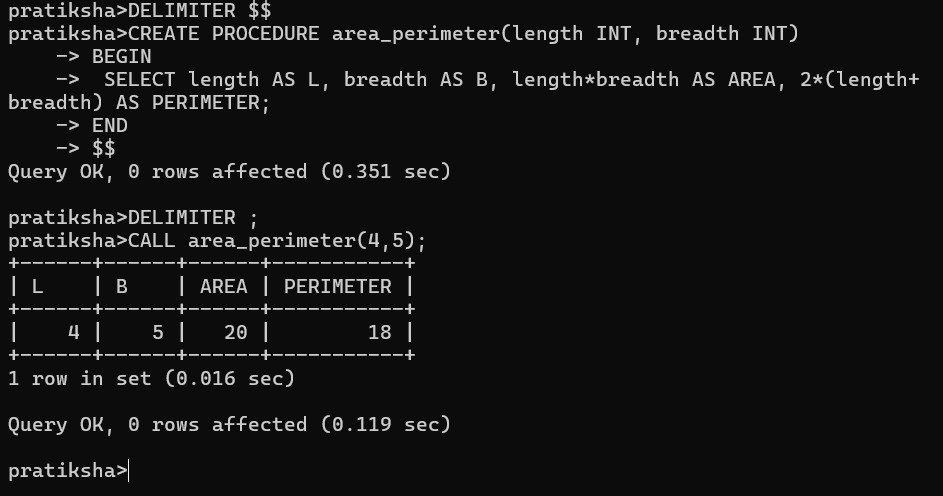 pratiksha>DELIMITER $$
pratiksha>CREATE PROCEDURE area_perimeter(length INT, breadth INT)
    -> BEGIN
    ->  SELECT length AS L, breadth AS B, length*breadth AS AREA, 2*(length+
breadth) AS PERIMETER;
    -> END
    -> $$
Query OK, 0 rows affected (0.351 sec)

pratiksha>DELIMITER ;
pratiksha>CALL area_perimeter(4,5);
+------+------+------+-----------+
| L    | B    | AREA | PERIMETER |
+------+------+------+-----------+
|    4 |    5 |   20 |        18 |
+------+------+------+-----------+
1 row in set (0.016 sec)

Query OK, 0 rows affected (0.119 sec)

pratiksha>